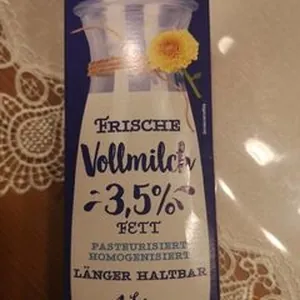 FRISCHE
Vollmilch
3,5%
FETT
PASTEURISIERT
HOMOGENISIERT
LÄNGER HALTBAR